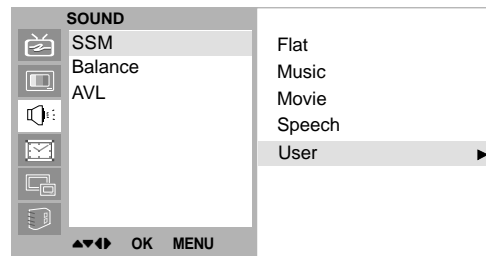 SOUND
SSM
Balance
AVL
Flat
Music
Movie
Speech
User ►
▲▼◀▶ OK MENU